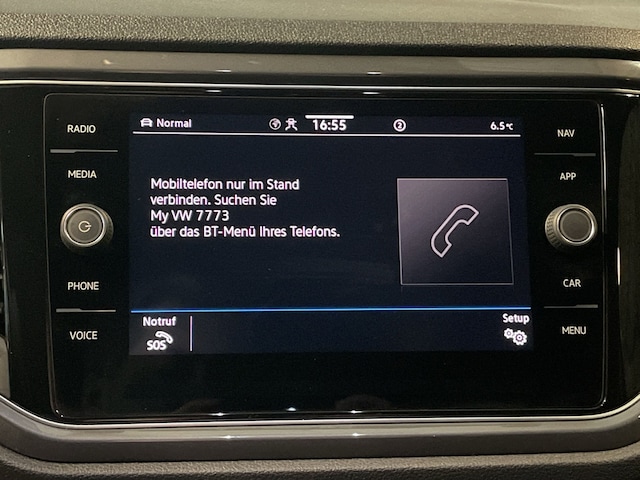 RADIO
MEDIA
PHONE
VOICE
Normal
16:55
2
6.5°C
Mobiltelefon nur im Stand
verbinden. Suchen Sie
My VW 7773
über das BT-Menü Ihres Telefons.
Notruf
SOS
Setup
NAV
APP
CAR
MENU